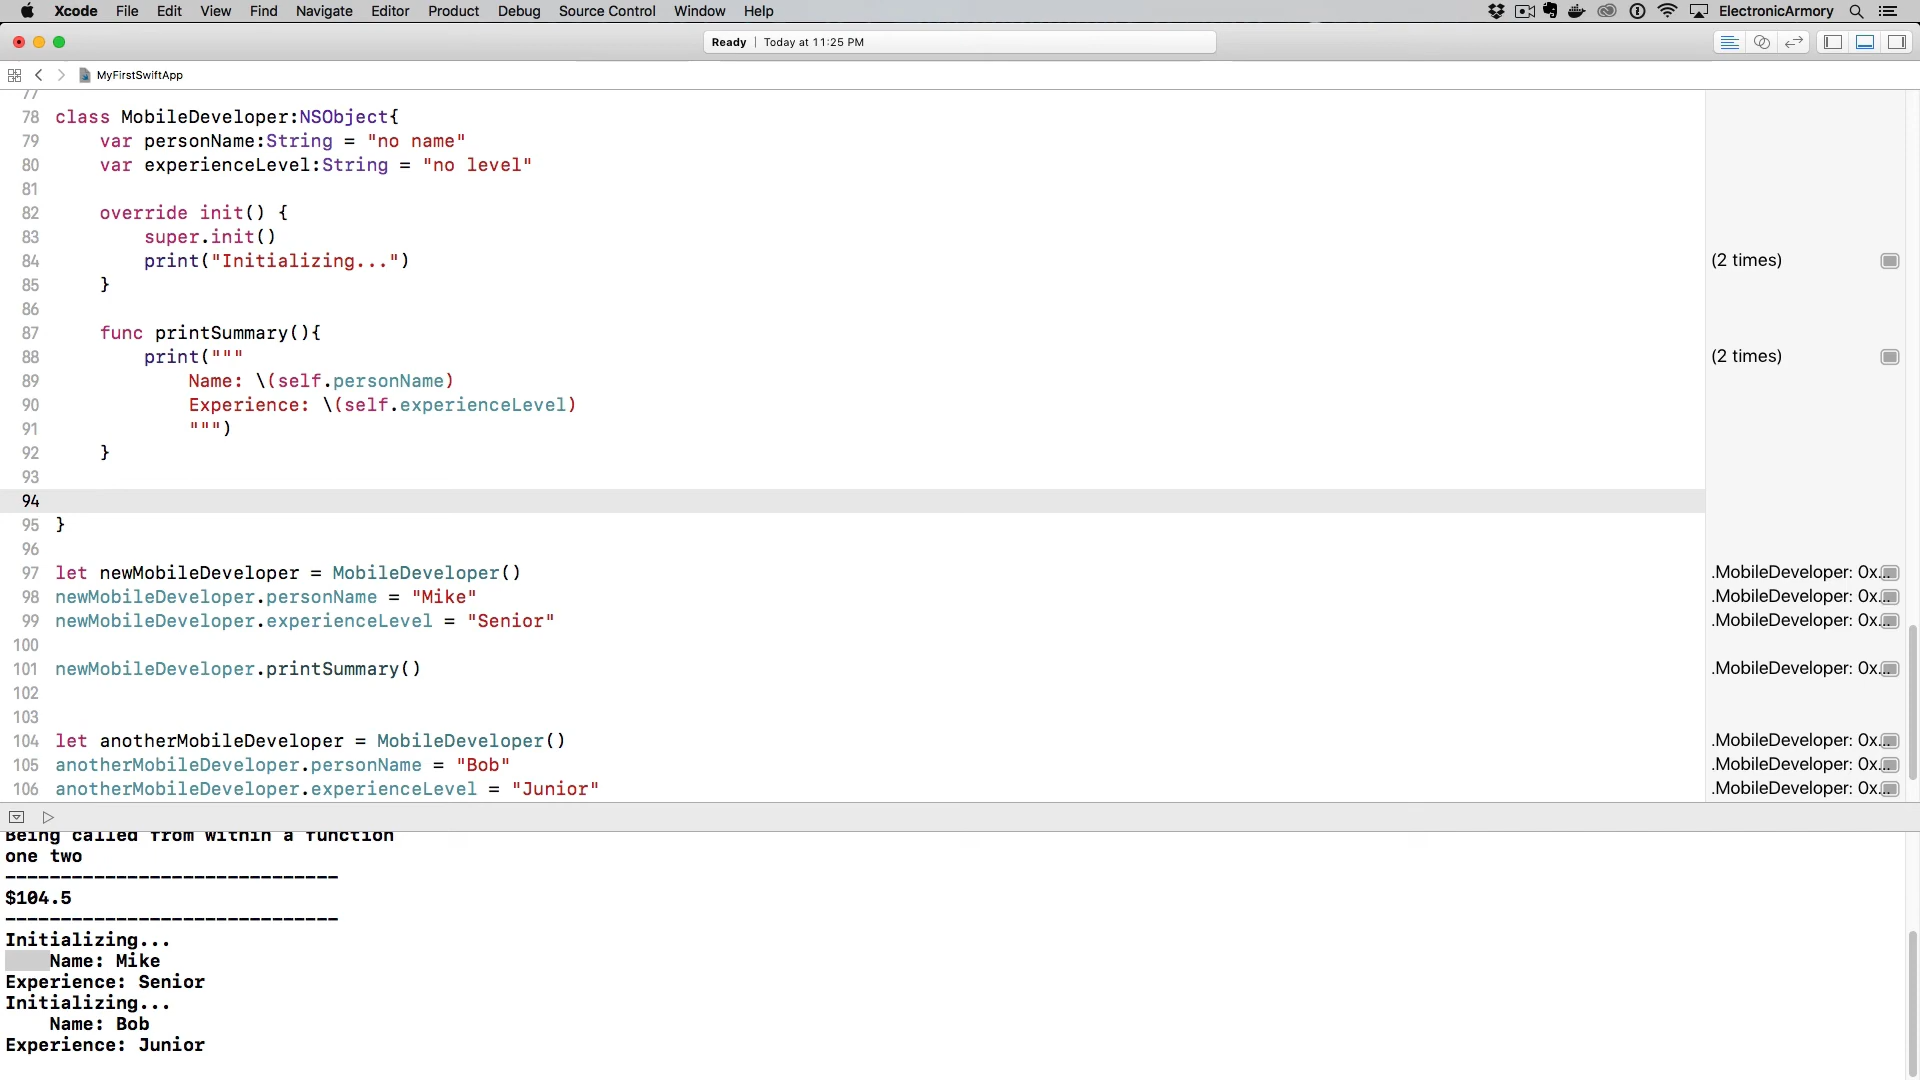 Xcode File Edit View Find Navigate Editor Product Debug Source Control Window Help ElectronicArmory
Ready | Today at 11:25 PM
MyFirstSwiftApp
77
78 class MobileDeveloper:NSObject{
79 var personName:String = "no name"
80 var experienceLevel:String = "no level"
81
82 override init() {
83 super.init()
84 print("Initializing...") (2 times)
85 }
86
87 func printSummary(){
88 print(""" (2 times)
89 Name: \(self.personName)
90 Experience: \(self.experienceLevel)
91 """)
92 }
93
94
95 }
96
97 let newMobileDeveloper = MobileDeveloper() .MobileDeveloper: 0x...
98 newMobileDeveloper.personName = "Mike" .MobileDeveloper: 0x...
99 newMobileDeveloper.experienceLevel = "Senior" .MobileDeveloper: 0x...
100
101 newMobileDeveloper.printSummary() .MobileDeveloper: 0x...
102
103
104 let anotherMobileDeveloper = MobileDeveloper() .MobileDeveloper: 0x...
105 anotherMobileDeveloper.personName = "Bob" .MobileDeveloper: 0x...
106 anotherMobileDeveloper.experienceLevel = "Junior" .MobileDeveloper: 0x...
Being called from within a function
one two
------------------------------
$104.5
------------------------------
Initializing...
Name: Mike
Experience: Senior
Initializing...
Name: Bob
Experience: Junior